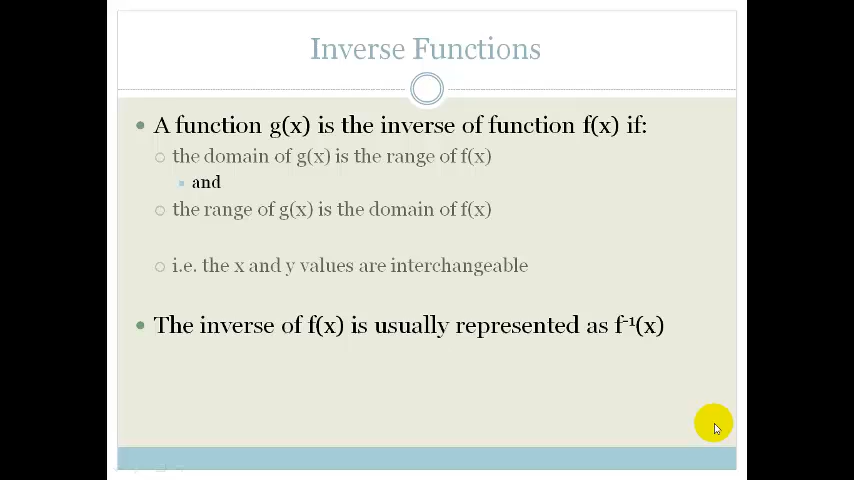 Inverse Functions
A function g(x) is the inverse of function f(x) if:
the domain of g(x) is the range of f(x)
and
the range of g(x) is the domain of f(x)
i.e. the x and y values are interchangeable
The inverse of f(x) is usually represented as f⁻¹(x)